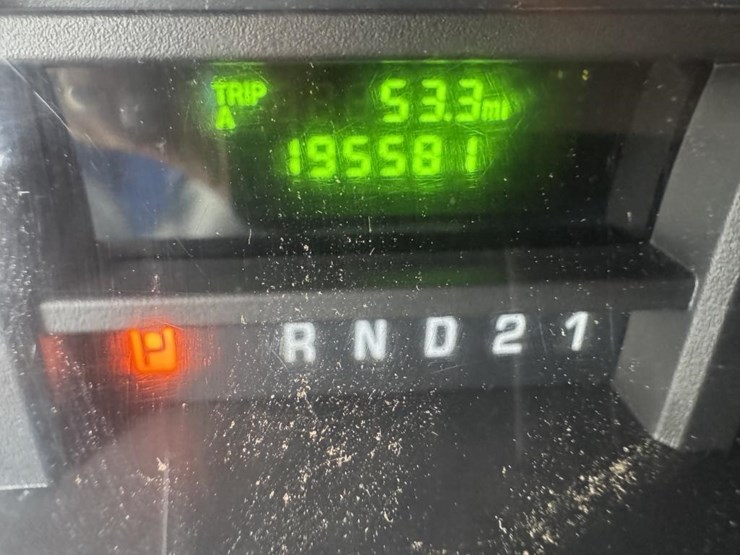 TRIP 53.3mi
A
195581
P R N D 2 1